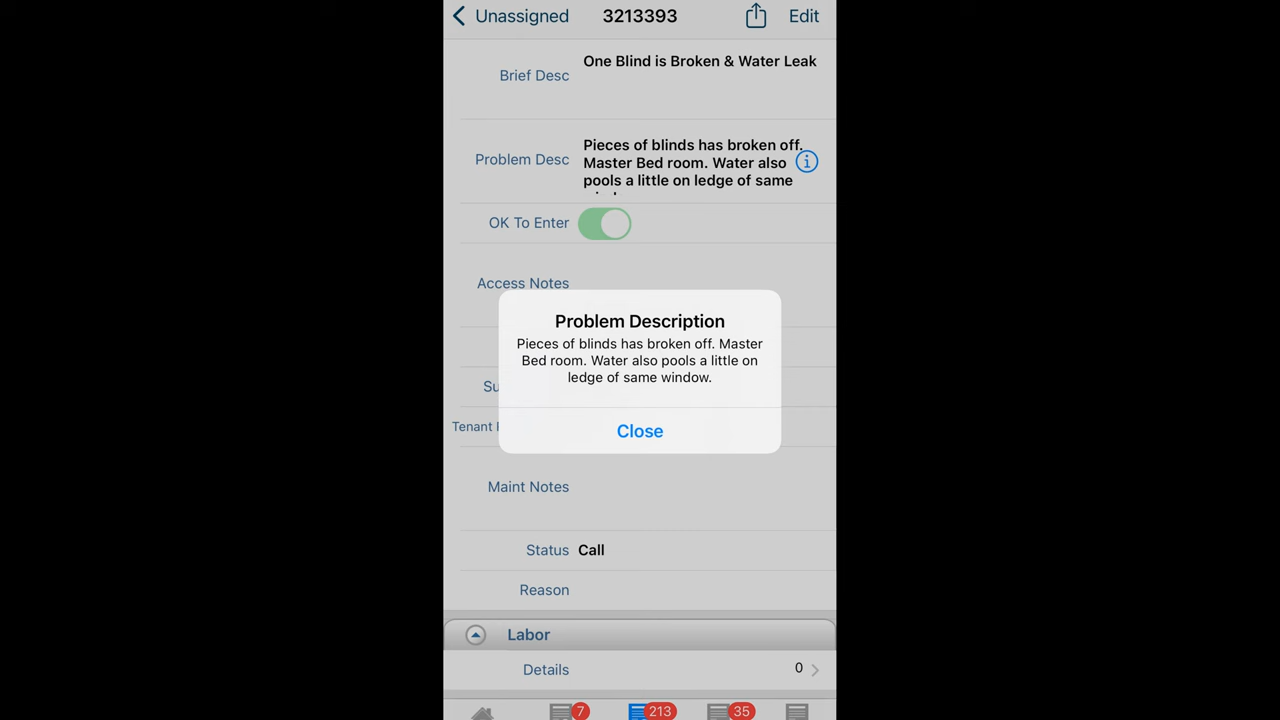 Unassigned 3213393 Edit
Brief Desc One Blind is Broken & Water Leak
Problem Desc Pieces of blinds has broken off.
Master Bed room. Water also
pools a little on ledge of same
OK To Enter
Access Notes
Problem Description
Pieces of blinds has broken off. Master
Bed room. Water also pools a little on
ledge of same window.
Close
Su
Tenant
Maint Notes
Status Call
Reason
Labor
Details 0
7 213 35